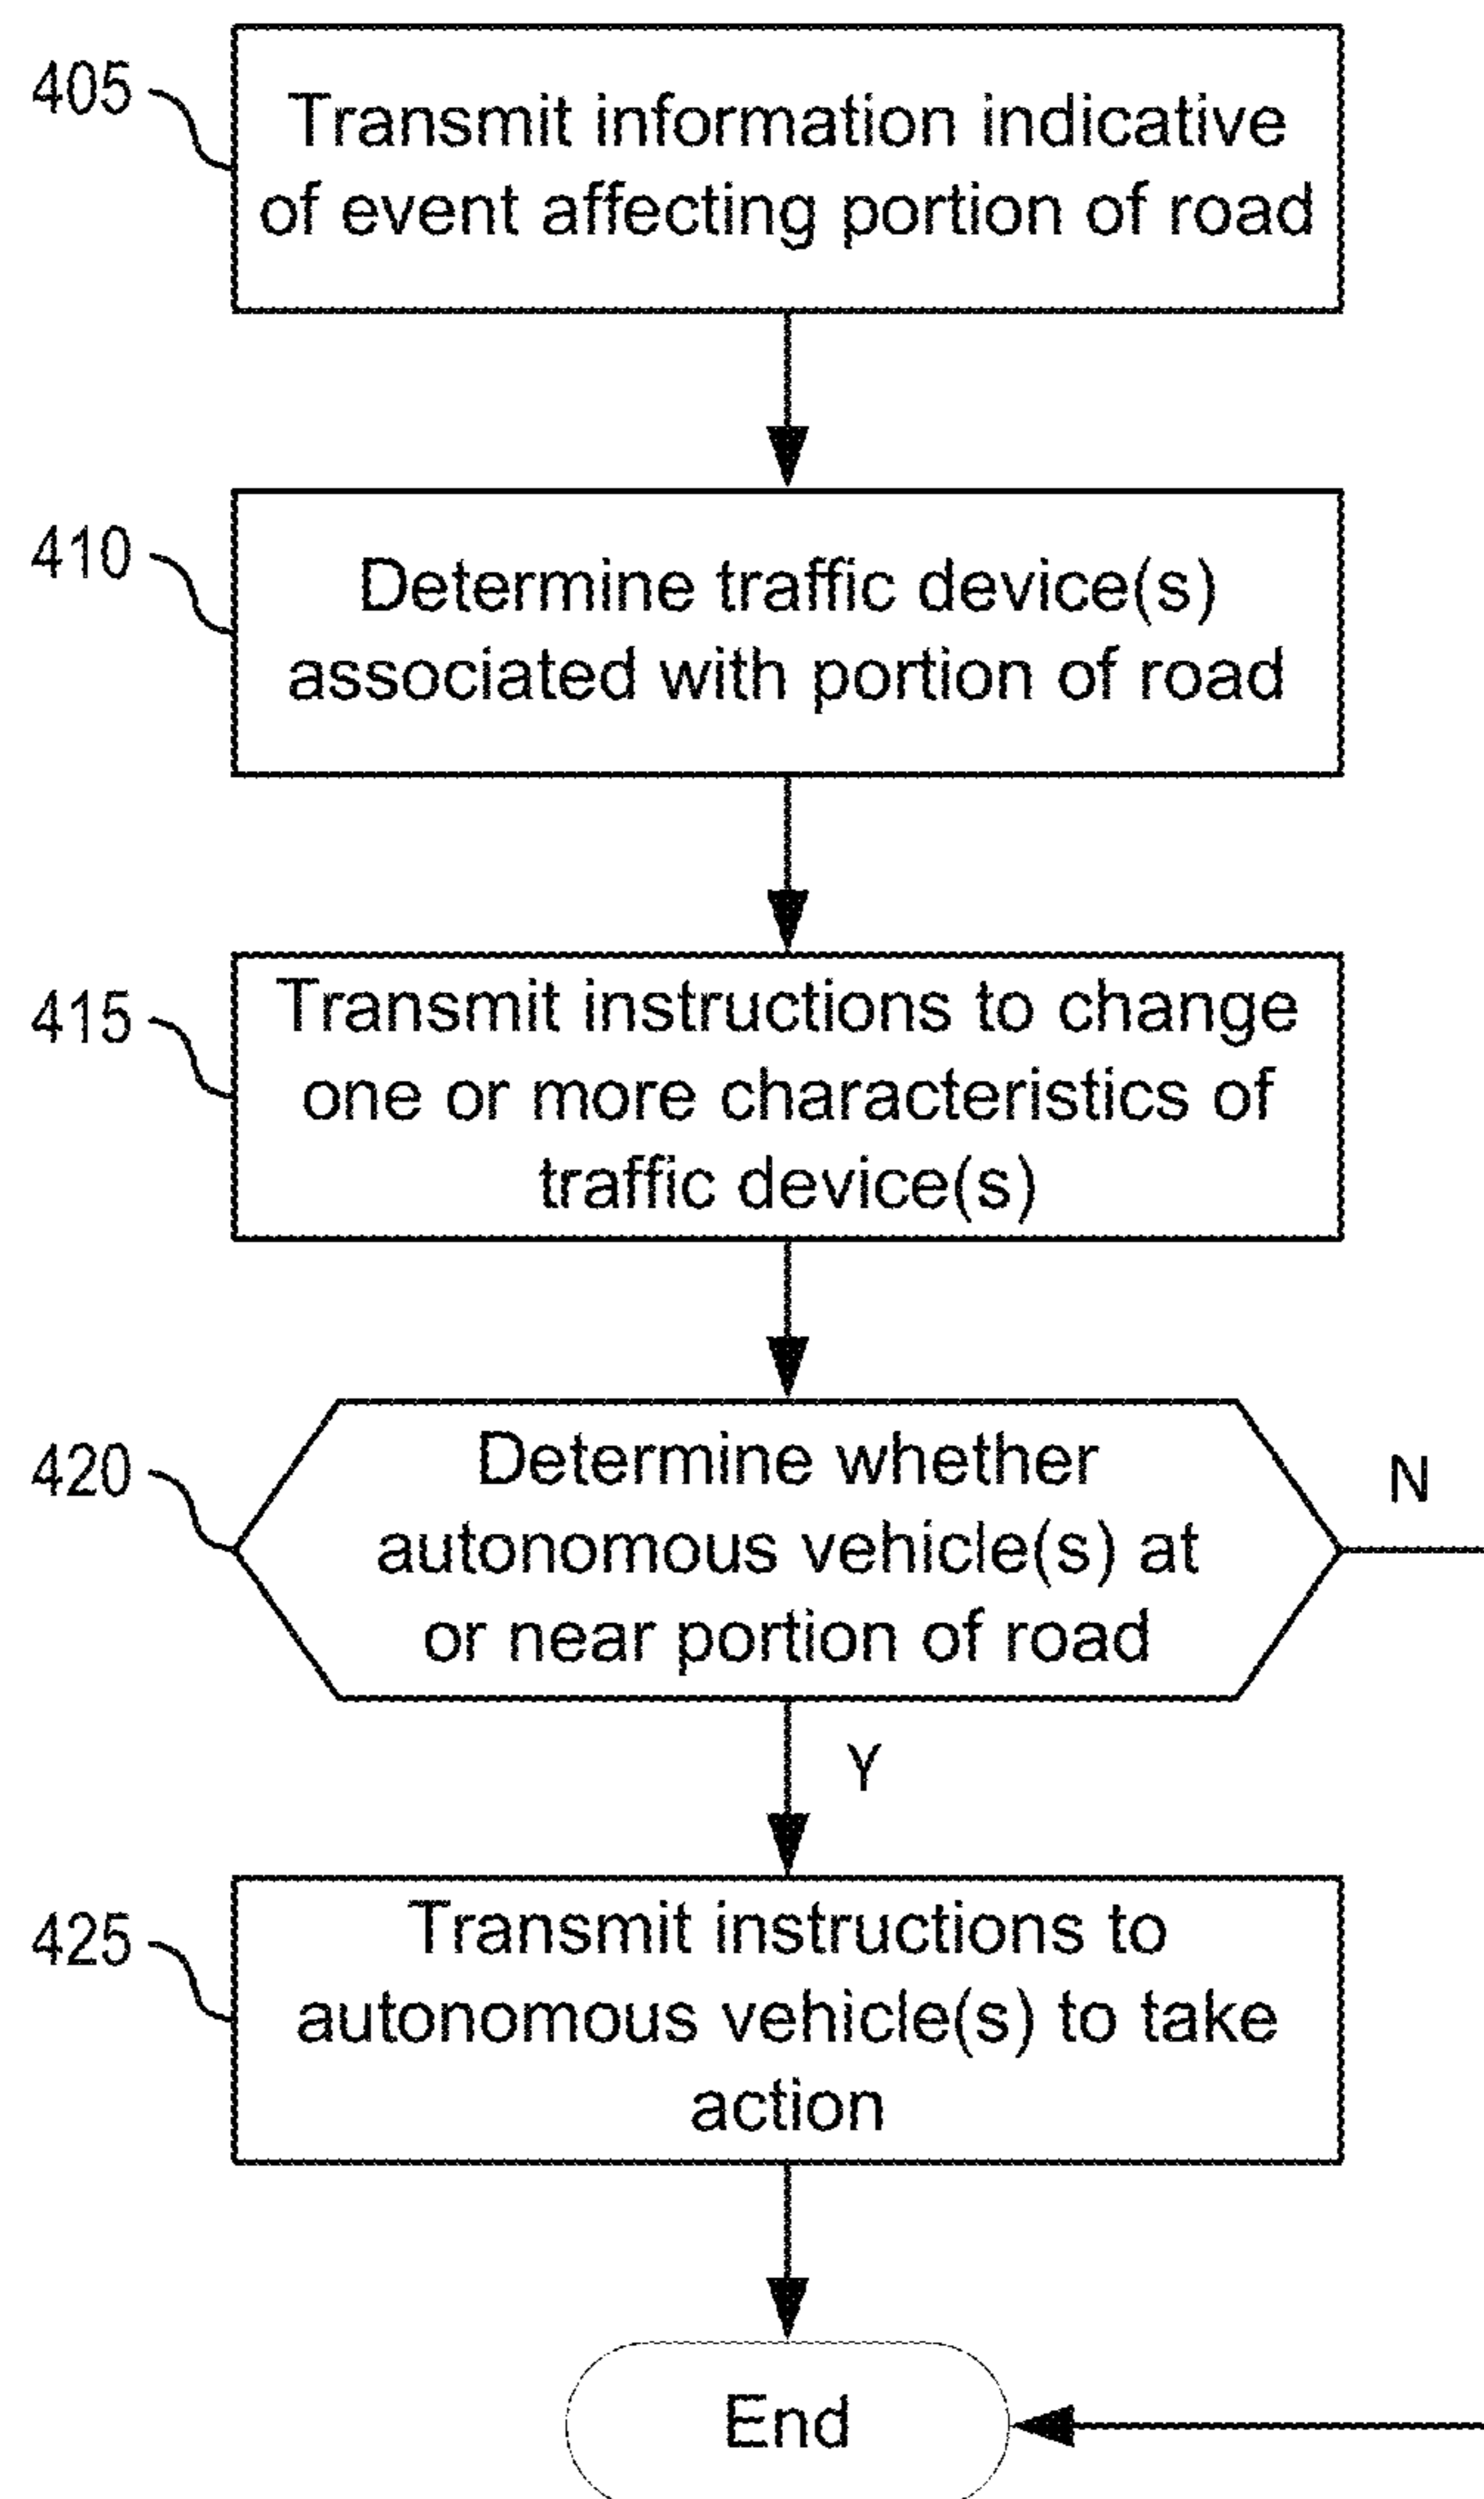 405
Transmit information indicative
of event affecting portion of road
410
Determine traffic device(s)
associated with portion of road
415
Transmit instructions to change
one or more characteristics of
traffic device(s)
420
Determine whether
autonomous vehicle(s) at
or near portion of road
N
Y
425
Transmit instructions to
autonomous vehicle(s) to take
action
End